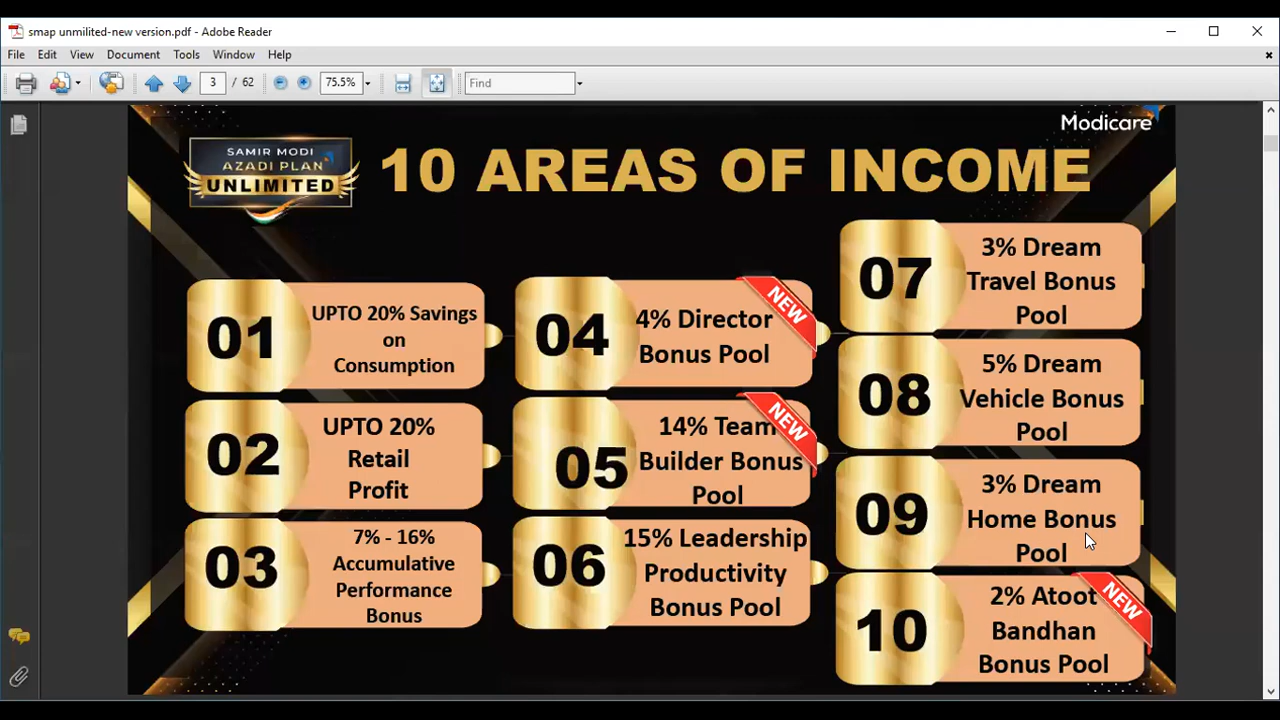 smap unmilited-new version.pdf - Adobe Reader
File Edit View Document Tools Window Help
3 / 62 75.5% Find
Modicare
SAMIR MODI
AZADI PLAN
UNLIMITED
10 AREAS OF INCOME
01
UPTO 20% Savings
on
Consumption
02
UPTO 20%
Retail
Profit
03
7% - 16%
Accumulative
Performance
Bonus
04
4% Director
Bonus Pool
NEW
05
14% Team
Builder Bonus
Pool
NEW
06
15% Leadership
Productivity
Bonus Pool
07
3% Dream
Travel Bonus
Pool
08
5% Dream
Vehicle Bonus
Pool
09
3% Dream
Home Bonus
Pool
10
2% Atoot
Bandhan
Bonus Pool
NEW